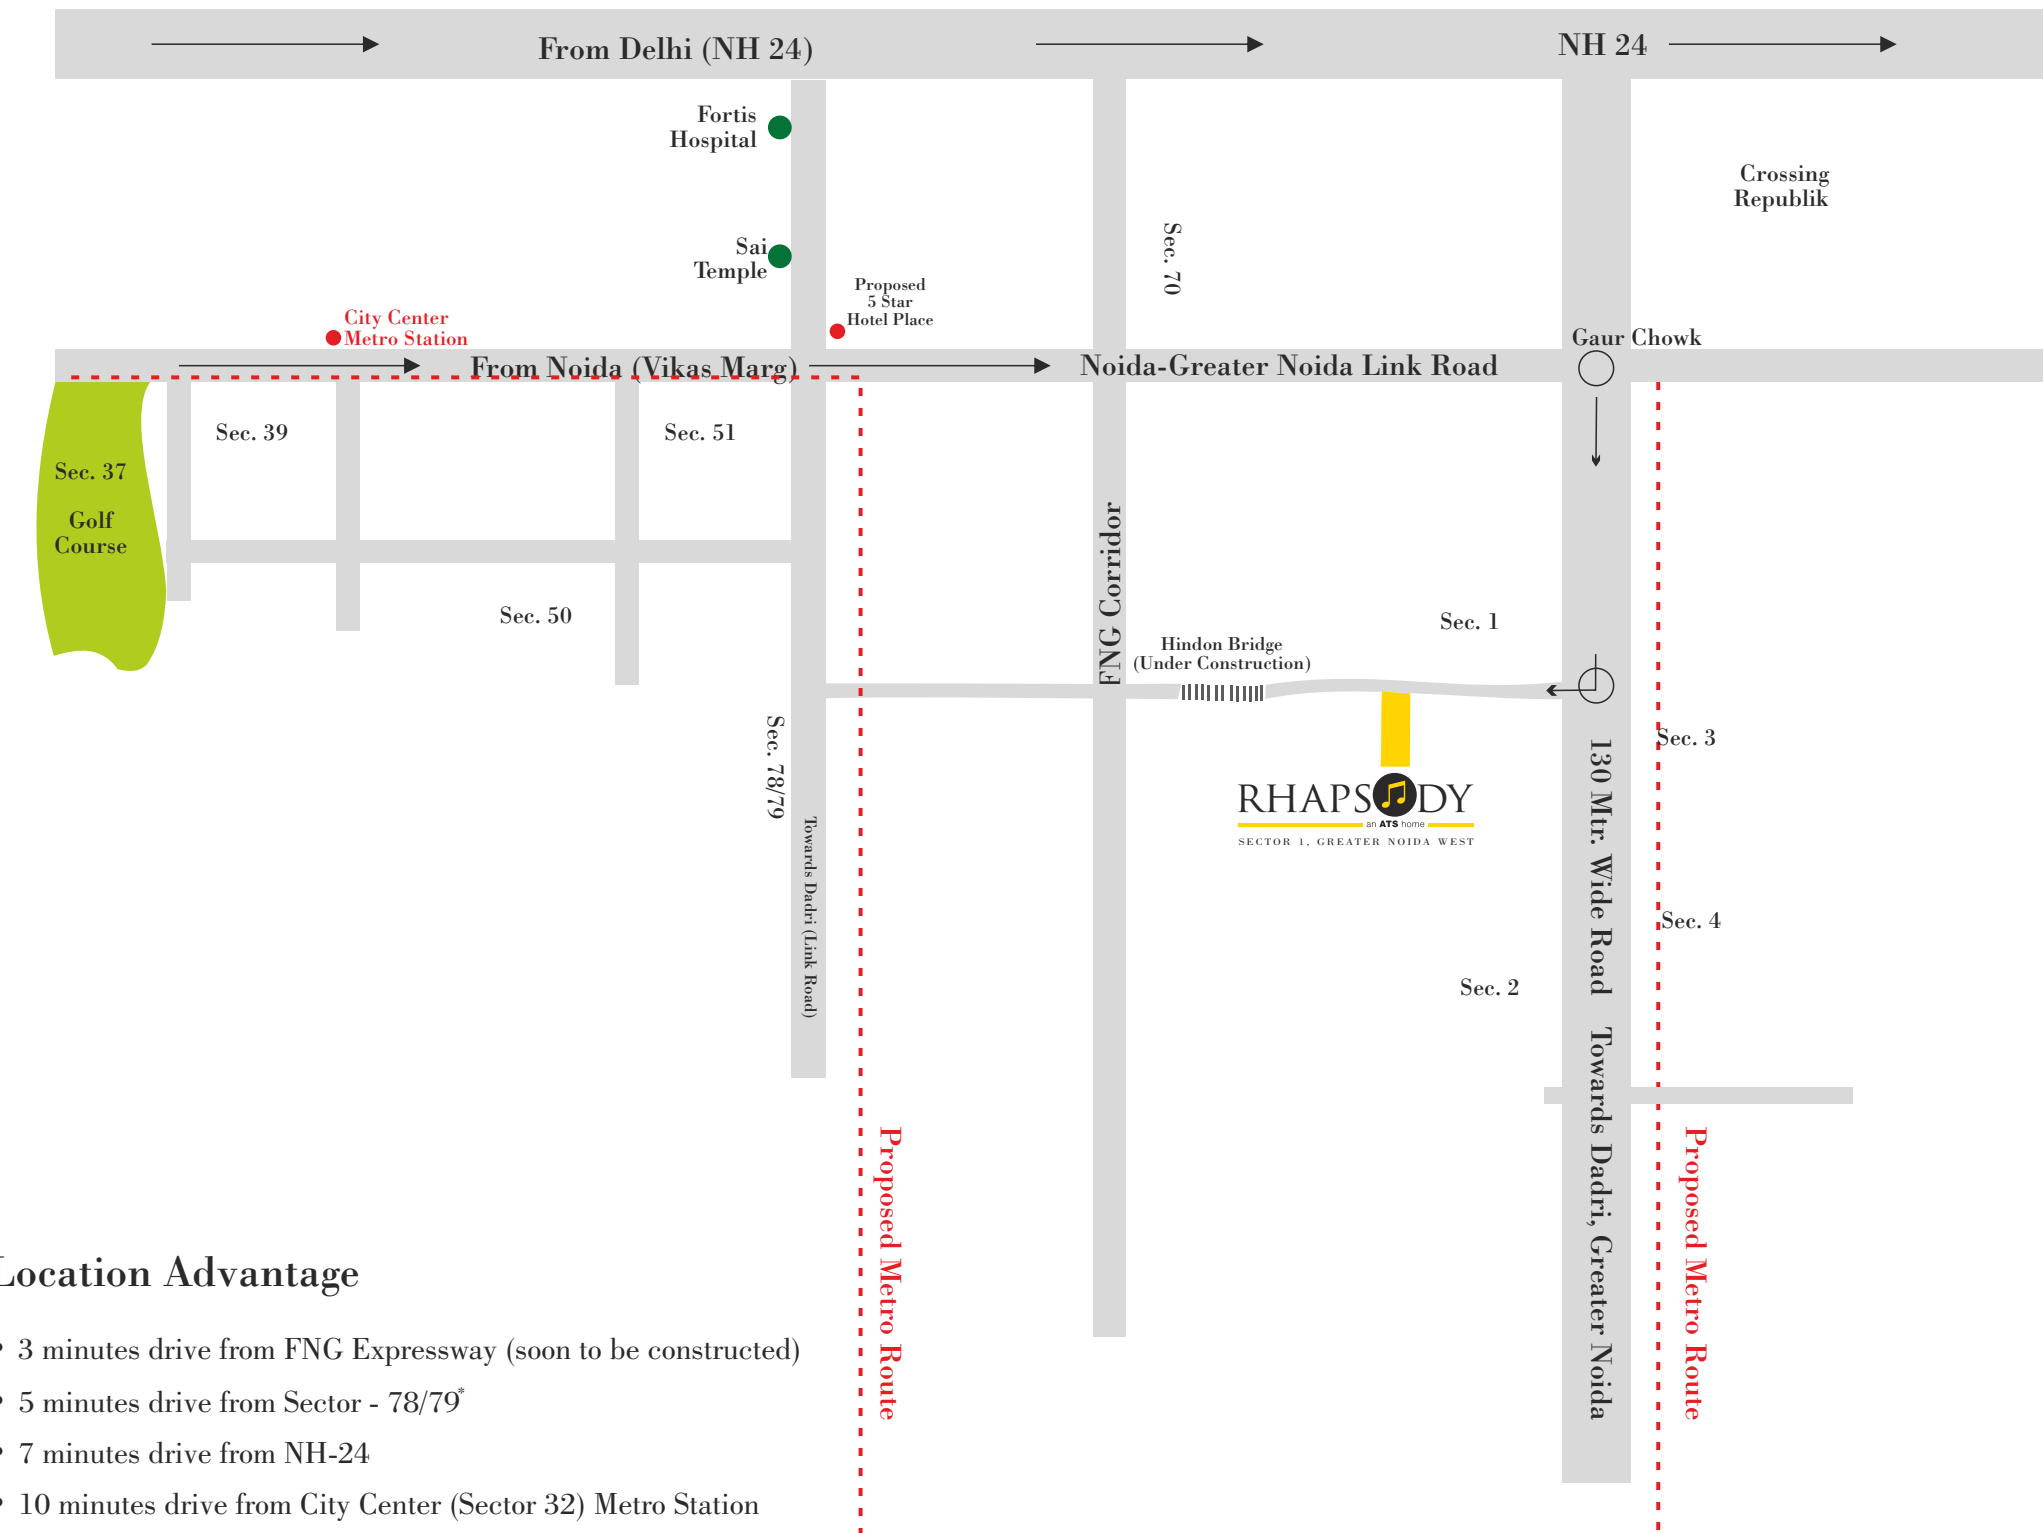 From Delhi (NH 24)
NH 24
Fortis
Hospital
Crossing
Republik
Sai
Temple
Sec. 70
Proposed
5 Star
Hotel Place
City Center
Metro Station
Gaur Chowk
From Noida (Vikas Marg)
Noida-Greater Noida Link Road
Sec. 39
Sec. 51
Sec. 37
Golf
Course
FNG Corridor
Sec. 50
Sec. 1
Hindon Bridge
(Under Construction)
Sec. 78/79
Sec. 3
130 Mtr. Wide Road Towards Dadri, Greater Noida
RHAPSODY
an ATS home
SECTOR 1, GREATER NOIDA WEST
Towards Dadri (Link Road)
Sec. 4
Sec. 2
Proposed Metro Route
Proposed Metro Route
Location Advantage
• 3 minutes drive from FNG Expressway (soon to be constructed)
• 5 minutes drive from Sector - 78/79*
• 7 minutes drive from NH-24
• 10 minutes drive from City Center (Sector 32) Metro Station